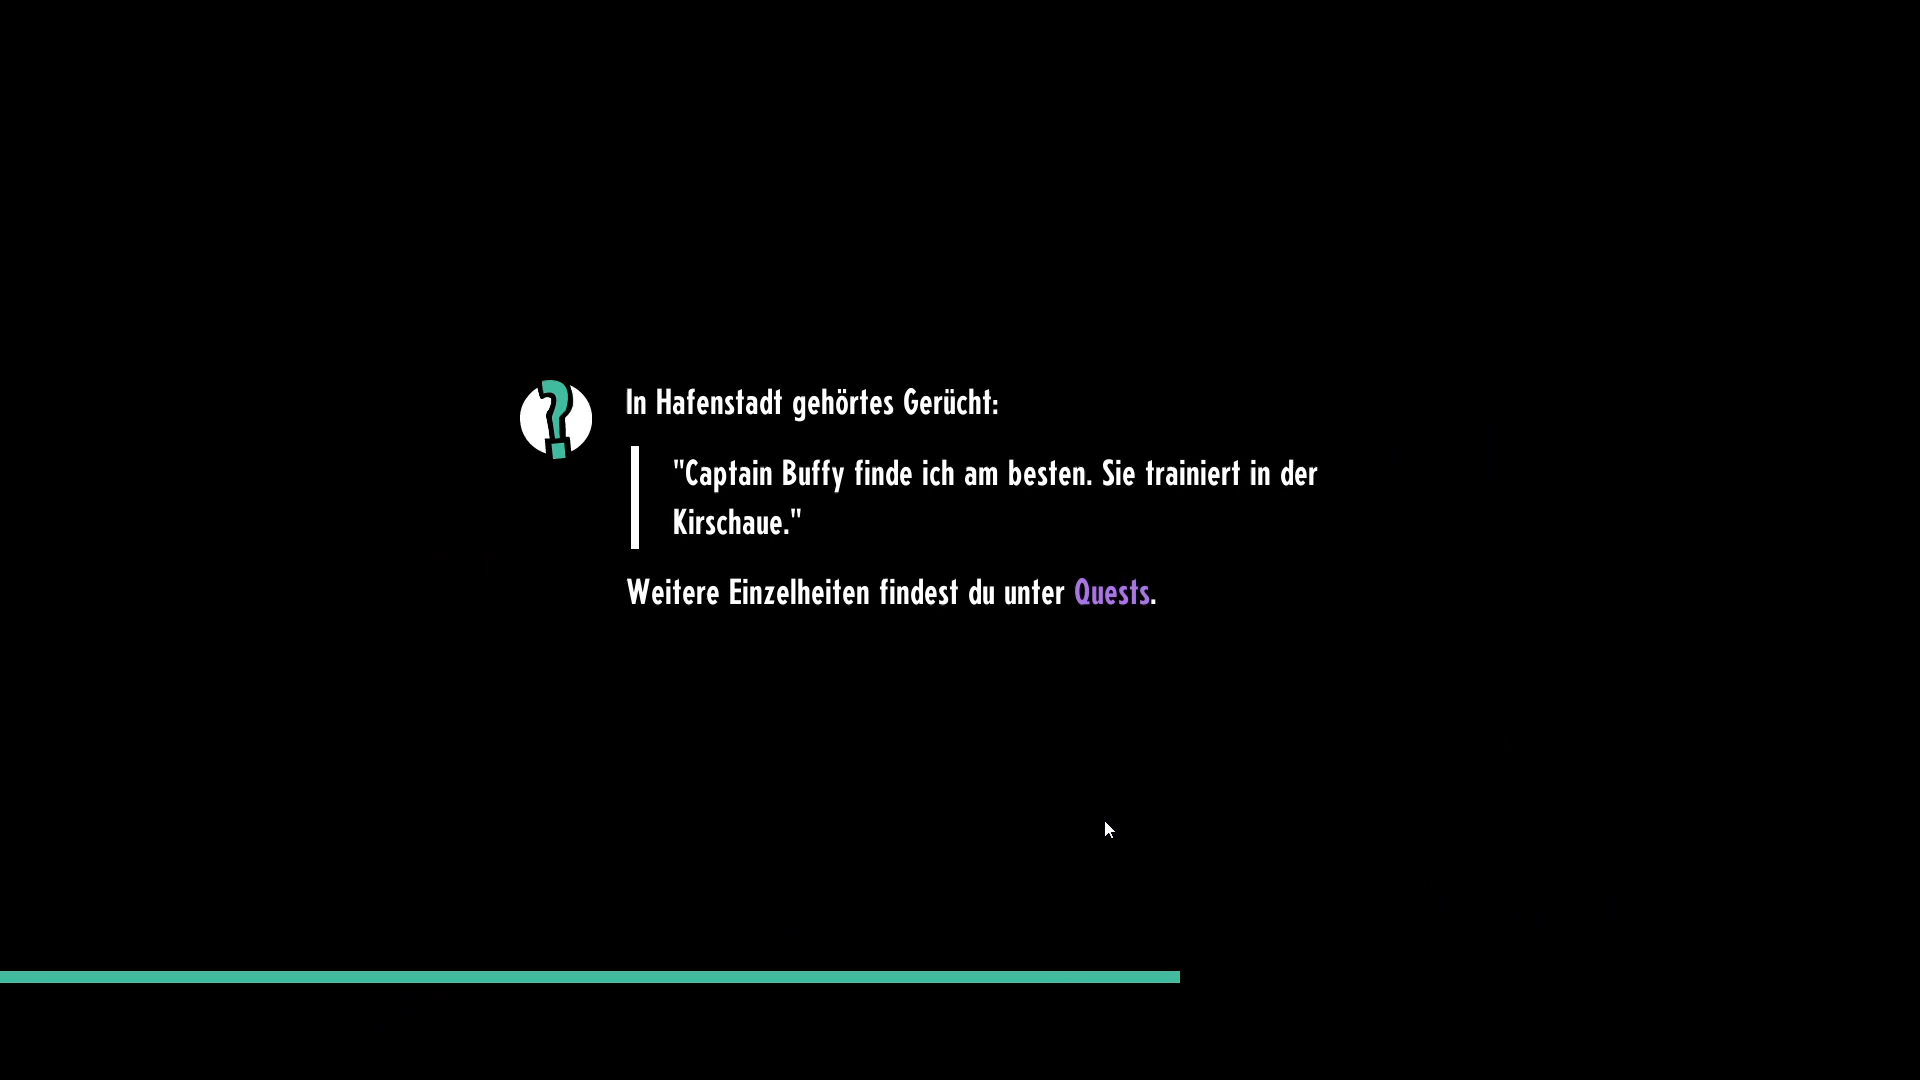 In Hafenstadt gehörtes Gerücht:
"Captain Buffy finde ich am besten. Sie trainiert in der
Kirschaue."
Weitere Einzelheiten findest du unter Quests.